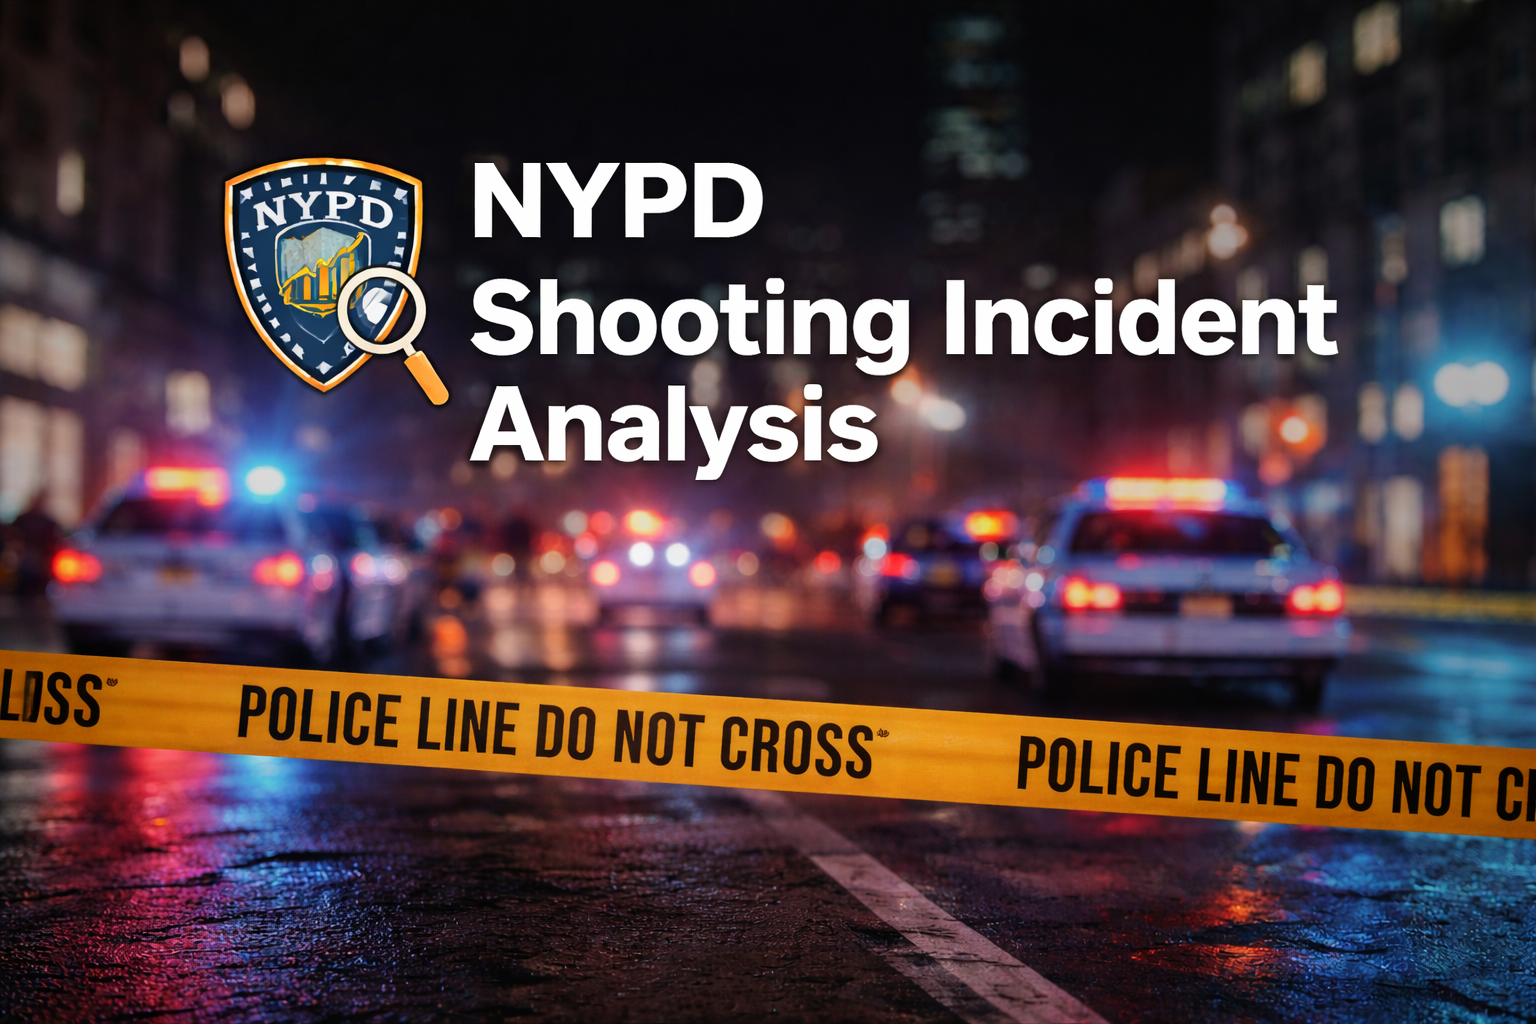 NYPD
NYPD
Shooting Incident
Analysis
POLICE LINE DO NOT CROSS
POLICE LINE DO NOT